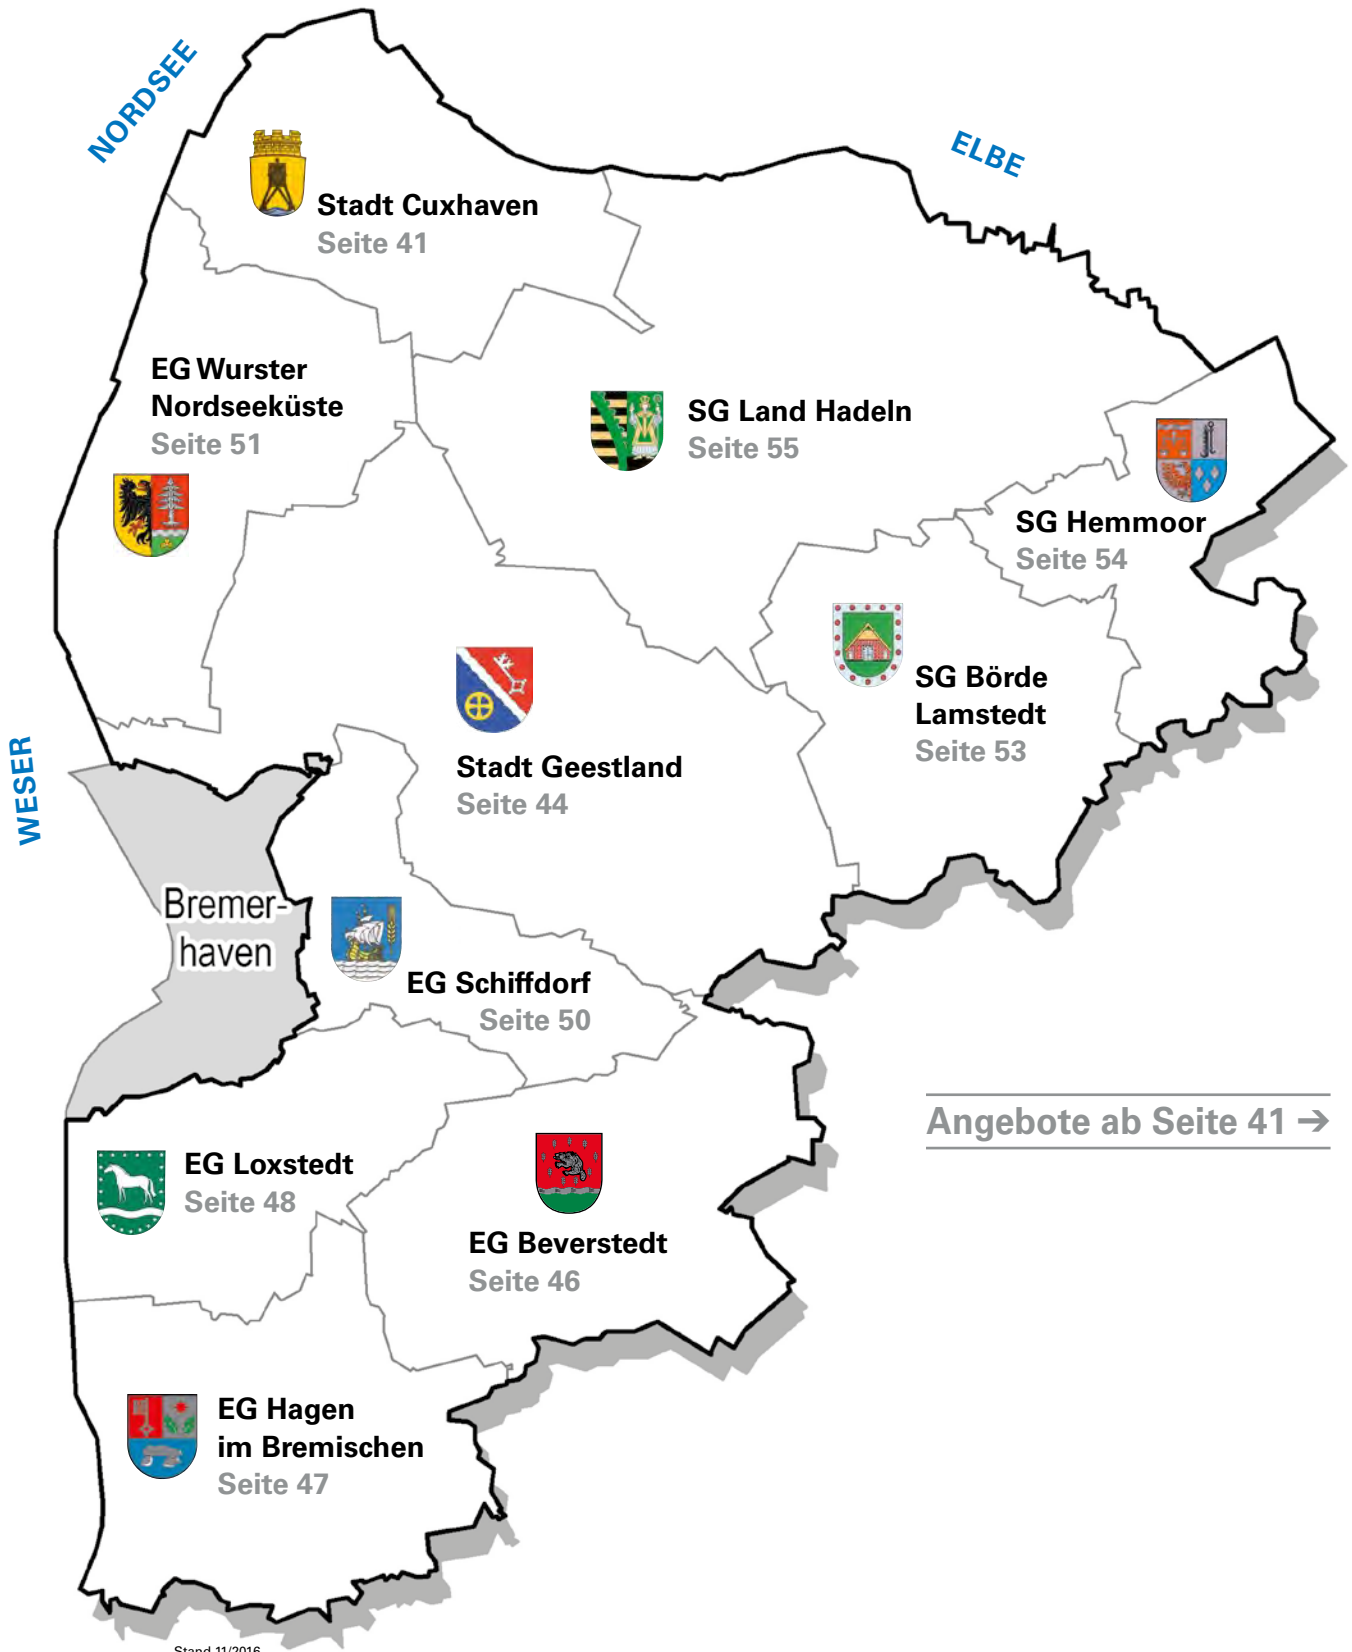 NORDSEE
ELBE
Stadt Cuxhaven
Seite 41
EG Wurster
Nordseeküste
Seite 51
SG Land Hadeln
Seite 55
SG Hemmoor
Seite 54
SG Börde
Lamstedt
Seite 53
Stadt Geestland
Seite 44
WESER
Bremer-
haven
EG Schiffdorf
Seite 50
Angebote ab Seite 41 →
EG Loxstedt
Seite 48
EG Beverstedt
Seite 46
EG Hagen
im Bremischen
Seite 47
Stand 11/2016